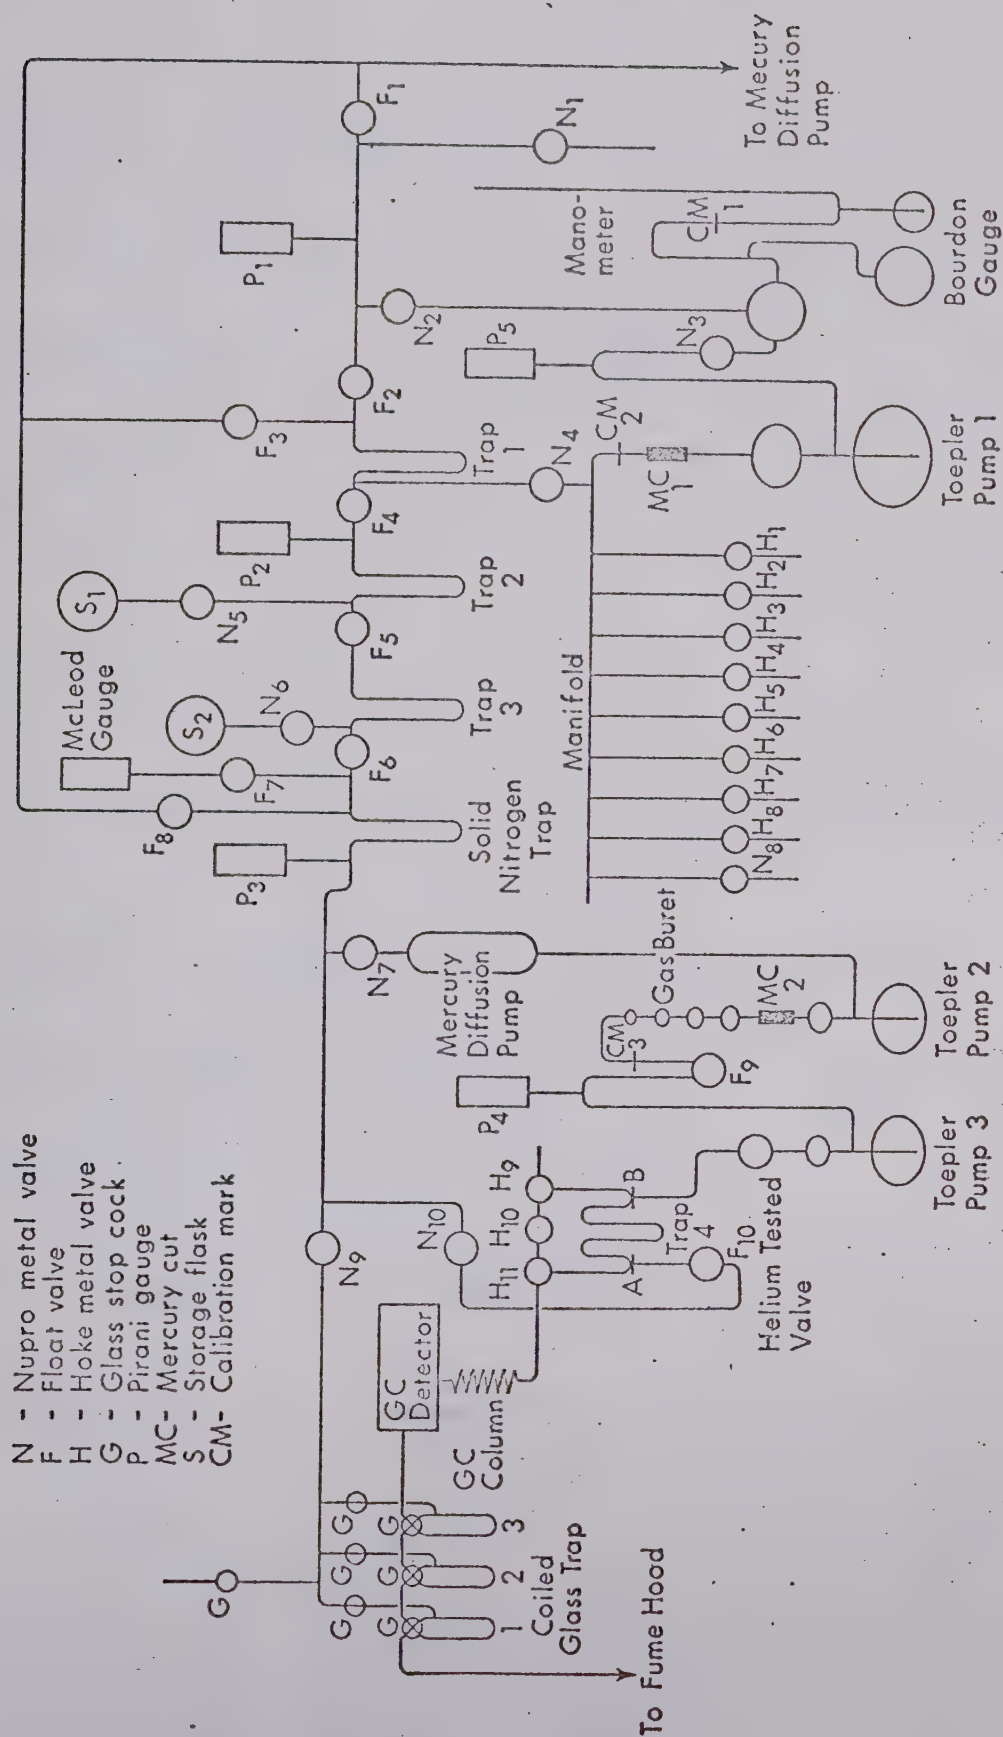 N - Nupro metal valve
F - Float valve
H - Hoke metal valve
G - Glass stop cock.
P - Pirani gauge
MC- Mercury cut
S - Storage flask
CM- Calibration mark
McLeod
Gauge
S1
S2
N5
N6
F7
F8
P3
P2
P1
F3
F1
F2
F4
F5
F6
N1
N2
Solid
Nitrogen
Trap
Trap
3
Trap
2
Trap
1
N4
P5
N3
Mano-
meter
CM
1
To Mecury
Diffusion
Pump
Bourdon
Gauge
CM
2
MC
1
Toepler
Pump 1
Manifold
N8
H8
H7
H6
H5
H4
H3
H2
H1
N7
Mercury
Diffusion
Pump
Gas Buret
CM
3
MC
2
F9
P4
Toepler
Pump 2
Toepler
Pump 3
N9
N10
H11
H10
H9
A
B
Trap
4
F10
Helium Tested
Valve
GC
Detector
GC
Column
G
G
G
G
G
G
G
1
2
3
Coiled
Glass Trap
To Fume Hood